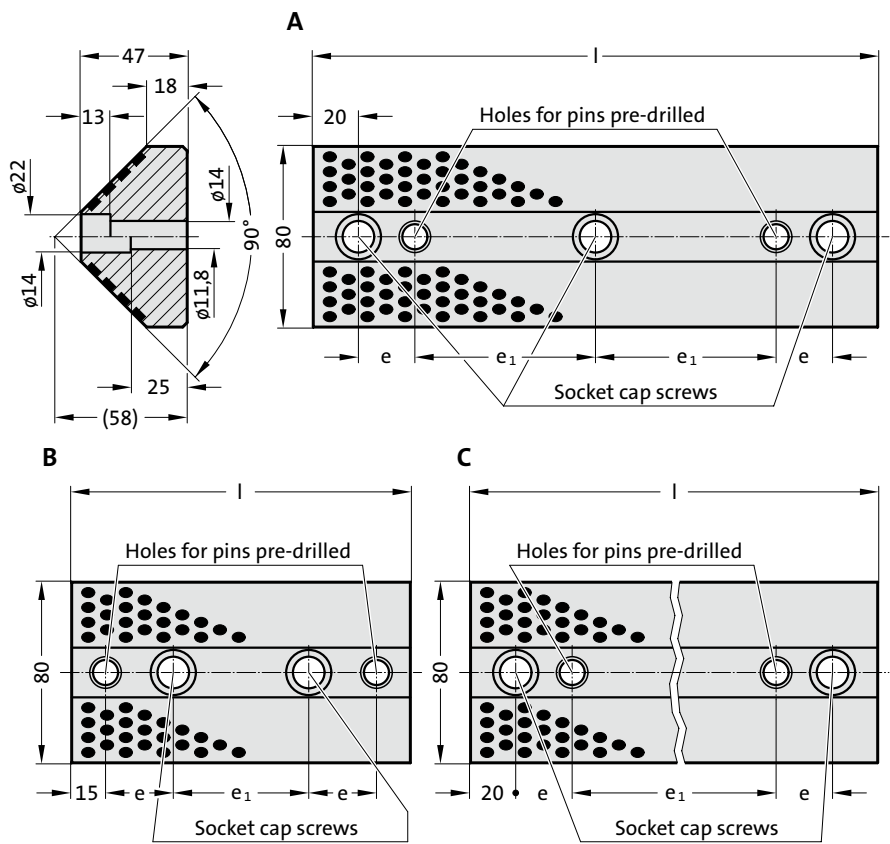 A
47
18
13
ø22
ø14
90°
ø14
ø11,8
25
(58)
l
20
Holes for pins pre-drilled
80
e
e1
e1
e
Socket cap screws
B
l
Holes for pins pre-drilled
80
15
e
e1
e
Socket cap screws
C
l
Holes for pins pre-drilled
80
20
e
e1
e
Socket cap screws